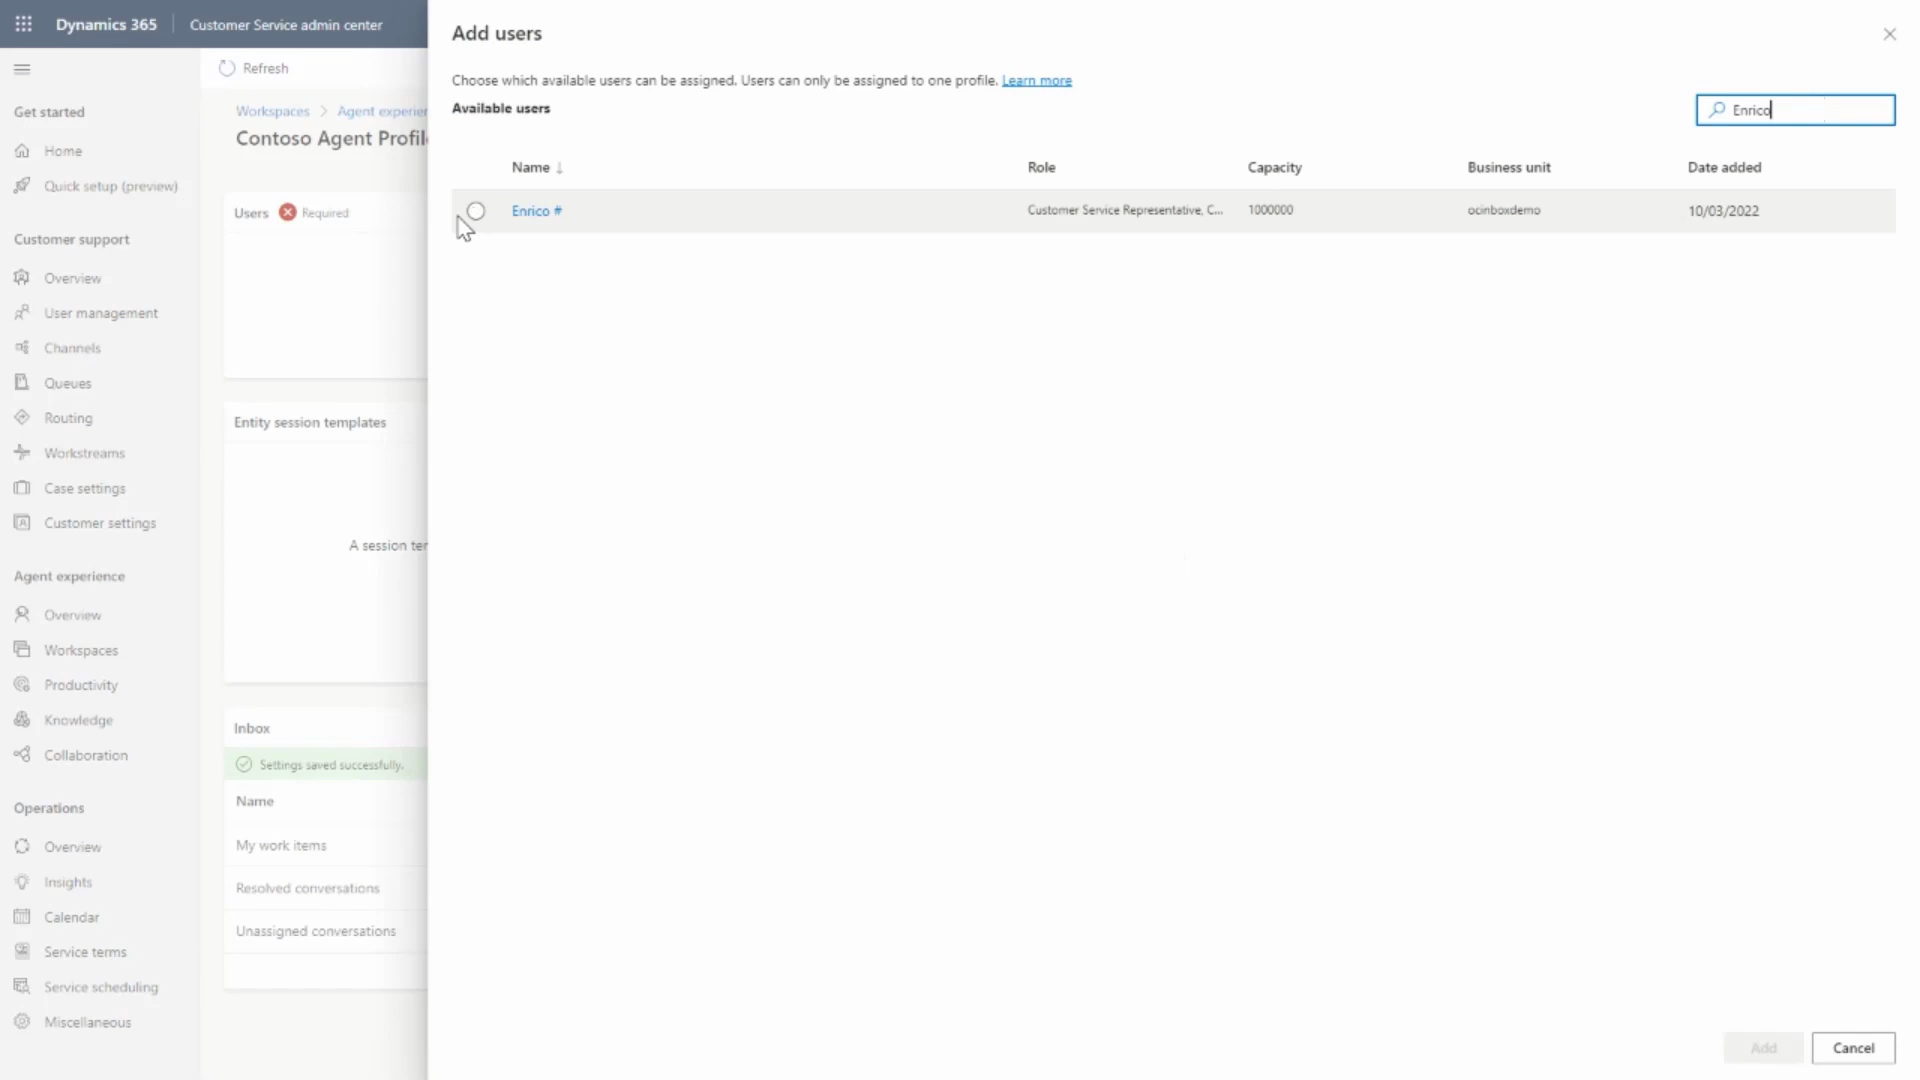 Dynamics 365
Customer Service admin center
Refresh
Get started
Home
Quick setup (preview)
Customer support
Overview
User management
Channels
Queues
Routing
Workstreams
Case settings
Customer settings
Agent experience
Overview
Workspaces
Productivity
Knowledge
Collaboration
Operations
Overview
Insights
Calendar
Service terms
Service scheduling
Miscellaneous
Workspaces > Agent experien
Contoso Agent Profil
Users Required
Entity session templates
A session ter
Inbox
Settings saved successfully.
Name
My work items
Resolved conversations
Unassigned conversations
Add users
Choose which available users can be assigned. Users can only be assigned to one profile. Learn more
Available users
Enrico
Name ↓ Role Capacity Business unit Date added
Enrico # Customer Service Representative, C... 1000000 ocinboxdemo 10/03/2022
Add Cancel